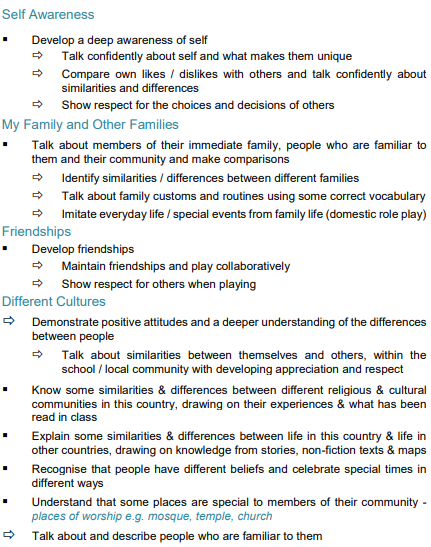 Self Awareness
▪ Develop a deep awareness of self
⇨ Talk confidently about self and what makes them unique
⇨ Compare own likes / dislikes with others and talk confidently about
similarities and differences
⇨ Show respect for the choices and decisions of others
My Family and Other Families
▪ Talk about members of their immediate family, people who are familiar to
them and their community and make comparisons
⇨ Identify similarities / differences between different families
⇨ Talk about family customs and routines using some correct vocabulary
⇨ Imitate everyday life / special events from family life (domestic role play)
Friendships
▪ Develop friendships
⇨ Maintain friendships and play collaboratively
⇨ Show respect for others when playing
Different Cultures
⇨ Demonstrate positive attitudes and a deeper understanding of the differences
between people
⇨ Talk about similarities between themselves and others, within the
school / local community with developing appreciation and respect
▪ Know some similarities & differences between different religious & cultural
communities in this country, drawing on their experiences & what has been
read in class
▪ Explain some similarities & differences between life in this country & life in
other countries, drawing on knowledge from stories, non-fiction texts & maps
▪ Recognise that people have different beliefs and celebrate special times in
different ways
▪ Understand that some places are special to members of their community -
places of worship e.g. mosque, temple, church
⇨ Talk about and describe people who are familiar to them